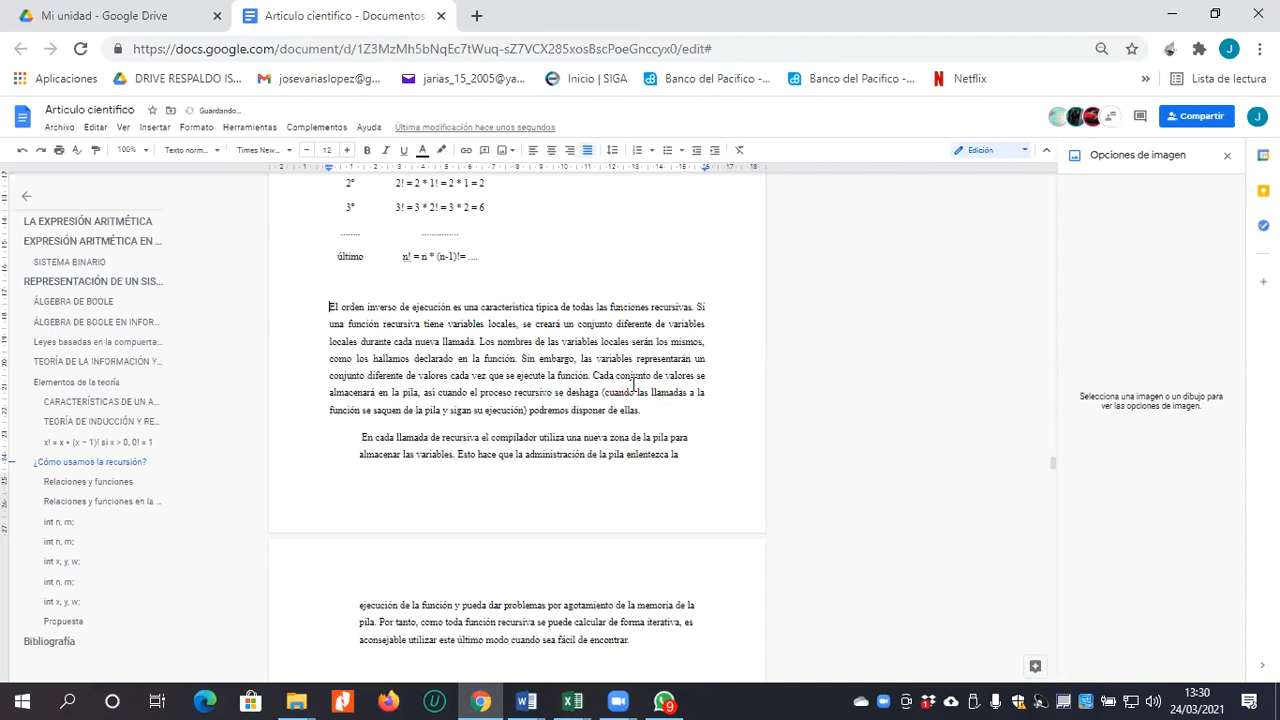 Mi unidad - Google Drive
Articulo cientifico - Documentos
https://docs.google.com/document/d/1Z3MzMh5bNqEc7tWuq-sZ7VCX285xosBscPoeGnccyx0/edit#
Aplicaciones
DRIVE RESPALDO IS...
josevariaslopez@g...
jarias_15_2005@ya...
Inicio | SIGA
Banco del Pacifico -...
Banco del Pacifico -...
Netflix
»
Lista de lectura
Articulo cientifico
Guardando...
Archivo Editar Ver Insertar Formato Herramientas Complementos Ayuda Última modificación hace unos segundos
Compartir
J
100% Texto norm... Times New... 12 Edición
Opciones de imagen
LA EXPRESIÓN ARITMÉTICA
EXPRESIÓN ARITMÉTICA EN ...
SISTEMA BINARIO
REPRESENTACIÓN DE UN SIS...
ÁLGEBRA DE BOOLE
ÁLGEBRA DE BOOLE EN INFOR...
Leyes basadas en la compuerta...
TEORÍA DE LA INFORMACIÓN Y...
Elementos de la teoría
CARACTERÍSTICAS DE UN A...
TEORÍA DE INDUCCIÓN Y RE...
x! = x + (x − 1)! si x > 0, 0! = 1
¿Cómo usamos la recursión?
Relaciones y funciones
Relaciones y funciones en la ...
int n, m;
int n, m;
int x, y, w;
int n, m;
int x, y, w;
Propuesta
Bibliografía
2° 2! = 2 * 1! = 2 * 1 = 2
3° 3! = 3 * 2! = 3 * 2 = 6
........ ...............
último n! = n * (n-1)!= ....
El orden inverso de ejecución es una característica típica de todas las funciones recursivas. Si
una función recursiva tiene variables locales, se creará un conjunto diferente de variables
locales durante cada nueva llamada. Los nombres de las variables locales serán los mismos,
como los hallamos declarado en la función. Sin embargo, las variables representarán un
conjunto diferente de valores cada vez que se ejecute la función. Cada conjunto de valores se
almacenará en la pila, así cuando el proceso recursivo se deshaga (cuando las llamadas a la
función se saquen de la pila y sigan su ejecución) podremos disponer de ellas.
En cada llamada de recursiva el compilador utiliza una nueva zona de la pila para
almacenar las variables. Esto hace que la administración de la pila enlentezca la
ejecución de la función y pueda dar problemas por agotamiento de la memoria de la
pila. Por tanto, como toda función recursiva se puede calcular de forma iterativa, es
aconsejable utilizar este último modo cuando sea fácil de encontrar.
Selecciona una imagen o un dibujo para
ver las opciones de imagen.
9
13:30
24/03/2021